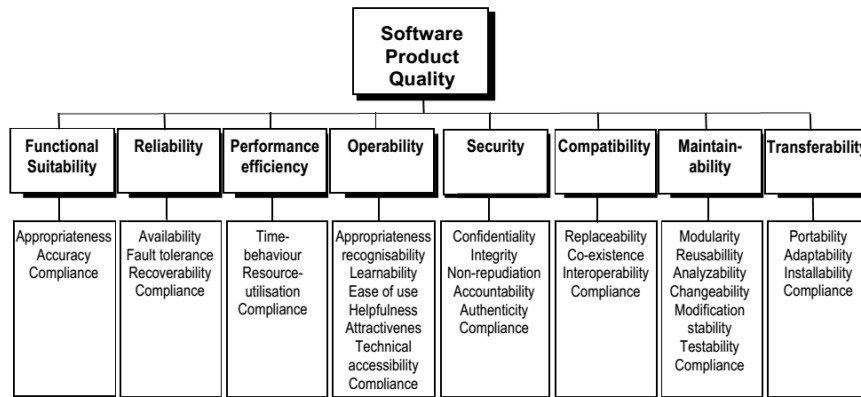 Software
Product
Quality
Functional
Suitability
Reliability
Performance
efficiency
Operability
Security
Compatibility
Maintain-
ability
Transferability
Appropriateness
Accuracy
Compliance
Availability
Fault tolerance
Recoverability
Compliance
Time-
behaviour
Resource-
utilisation
Compliance
Appropriateness
recognisability
Learnability
Ease of use
Helpfulness
Attractivenes
Technical
accessibility
Compliance
Confidentiality
Integrity
Non-repudiation
Accountability
Authenticity
Compliance
Replaceability
Co-existence
Interoperability
Compliance
Modularity
Reusability
Analyzability
Changeability
Modification
stability
Testability
Compliance
Portability
Adaptability
Installability
Compliance